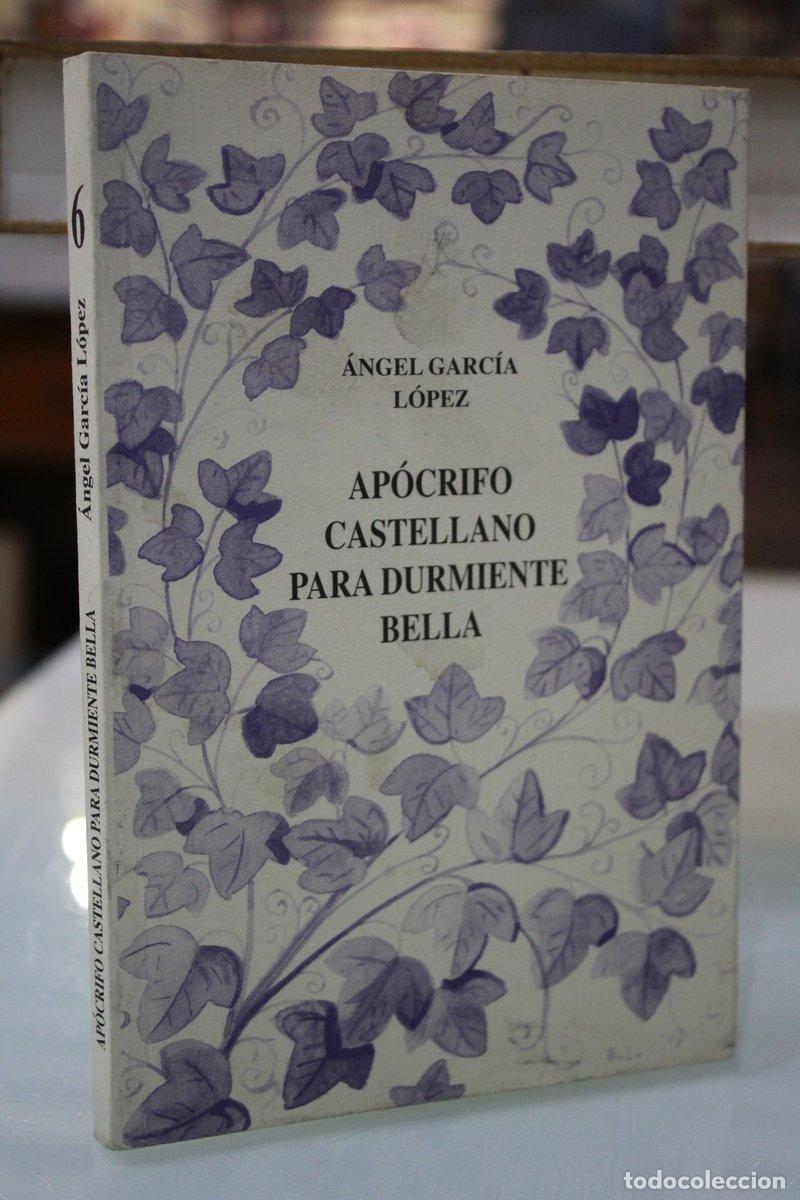 6
Ángel García López
APÓCRIFO CASTELLANO PARA DURMIENTE BELLA
ÁNGEL GARCÍA
LÓPEZ
APÓCRIFO
CASTELLANO
PARA DURMIENTE
BELLA
todocoleccion